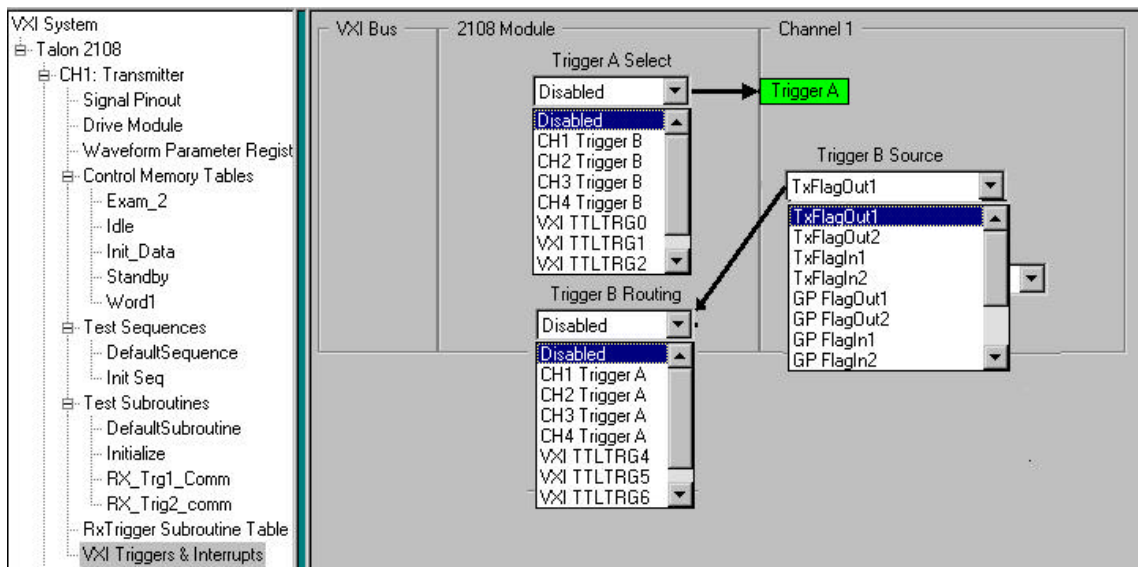 VXI System
Talon 2108
CH1: Transmitter
Signal Pinout
Drive Module
Waveform Parameter Regist
Control Memory Tables
Exam_2
Idle
Init_Data
Standby
Word1
Test Sequences
DefaultSequence
Init Seq
Test Subroutines
DefaultSubroutine
Initialize
RX_Trg1_Comm
RX_Trig2_comm
RxTrigger Subroutine Table
VXI Triggers & Interrupts
VXI Bus
2108 Module
Channel 1
Trigger A Select
Disabled
Trigger A
Disabled
CH1 Trigger B
CH2 Trigger B
CH3 Trigger B
CH4 Trigger B
VXI TTLTRG0
VXI TTLTRG1
VXI TTLTRG2
Trigger B Source
TxFlagOut1
TxFlagOut1
TxFlagOut2
TxFlagIn1
TxFlagIn2
GP FlagOut1
GP FlagOut2
GP FlagIn1
GP FlagIn2
Trigger B Routing
Disabled
Disabled
CH1 Trigger A
CH2 Trigger A
CH3 Trigger A
CH4 Trigger A
VXI TTLTRG4
VXI TTLTRG5
VXI TTLTRG6